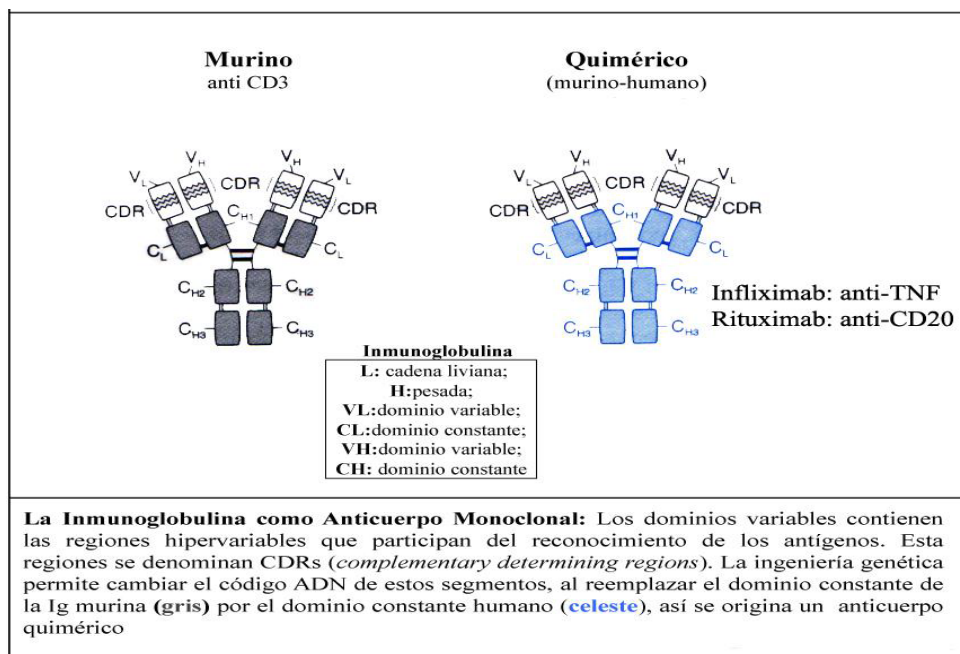 Murino
anti CD3
Quimérico
(murino-humano)
VL
VH
CDR
VH
VL
CDR
CH1
CL
CL
CH2
CH2
CH3
CH3
VL
VH
CDR
VH
VL
CDR
CH1
CL
CL
CH2
CH2
CH3
CH3
Infliximab: anti-TNF
Rituximab: anti-CD20
Inmunoglobulina
L: cadena liviana;
H:pesada;
VL:dominio variable;
CL:dominio constante;
VH:dominio variable;
CH: dominio constante
La Inmunoglobulina como Anticuerpo Monoclonal: Los dominios variables contienen
las regiones hipervariables que participan del reconocimiento de los antígenos. Esta
regiones se denominan CDRs (complementary determining regions). La ingeniería genética
permite cambiar el código ADN de estos segmentos, al reemplazar el dominio constante de
la Ig murina (gris) por el dominio constante humano (celeste), así se origina un anticuerpo
quimérico